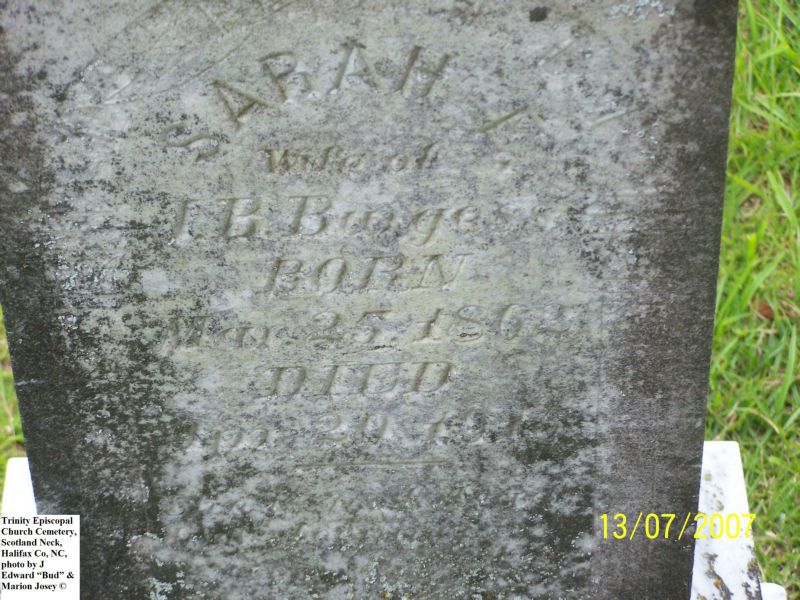 SARAH
Wife of
Burgess
BORN
Mar. 25, 1862
DIED
13/07/2007
Trinity Episcopal
Church Cemetery,
Scotland Neck,
Halifax Co, NC,
photo by J
Edward “Bud” &
Marion Josey ©